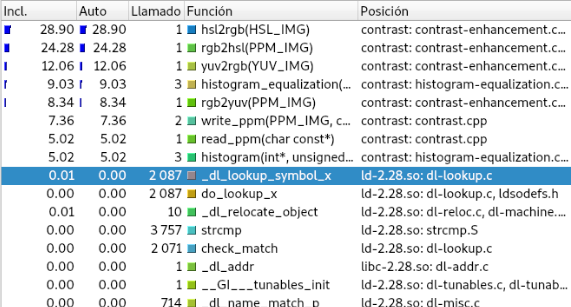 Incl. Auto Llamado Función Posición
28.90 28.90 1 hsl2rgb(HSL_IMG) contrast: contrast-enhancement.c...
24.28 24.28 1 rgb2hsl(PPM_IMG) contrast: contrast-enhancement.c...
12.06 12.06 1 yuv2rgb(YUV_IMG) contrast: contrast-enhancement.c...
9.03 9.03 3 histogram_equalization(... contrast: histogram-equalization.c...
8.34 8.34 1 rgb2yuv(PPM_IMG) contrast: contrast-enhancement.c...
7.36 7.36 2 write_ppm(PPM_IMG, c... contrast: contrast.cpp
5.02 5.02 1 read_ppm(char const*) contrast: contrast.cpp
5.02 5.02 3 histogram(int*, unsigned... contrast: histogram-equalization.c...
0.01 0.00 2 087 _dl_lookup_symbol_x ld-2.28.so: dl-lookup.c
0.00 0.00 2 087 do_lookup_x ld-2.28.so: dl-lookup.c, ldsodefs.h
0.01 0.00 10 _dl_relocate_object ld-2.28.so: dl-reloc.c, dl-machine....
0.00 0.00 3 757 strcmp ld-2.28.so: strcmp.S
0.00 0.00 2 071 check_match ld-2.28.so: dl-lookup.c
0.00 0.00 1 _dl_addr libc-2.28.so: dl-addr.c
0.00 0.00 1 __GI___tunables_init ld-2.28.so: dl-tunables.c, dl-tunab...
0.00 0.00 714 _dl_name_match_p ld-2.28.so: dl-misc.c